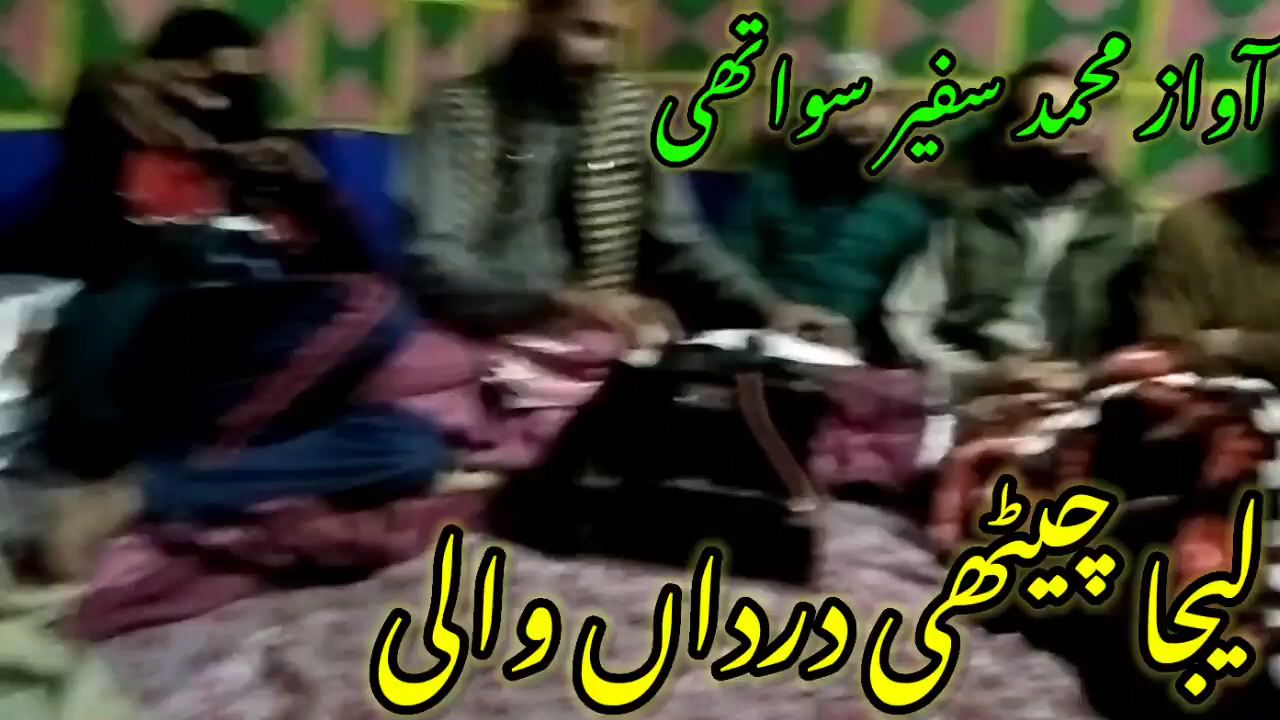 آواز محمد سفیر سواتھی
لیجا چیٹھی درداں والی